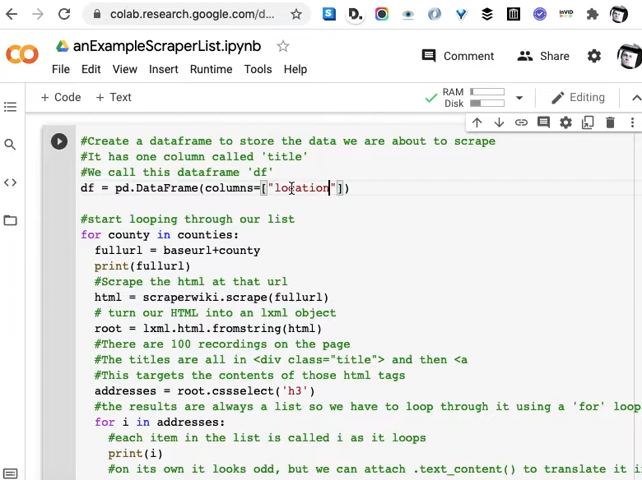 colab.research.google.com/d...
anExampleScraperList.ipynb
Comment
Share
File Edit View Insert Runtime Tools Help
+ Code + Text
RAM
Disk
Editing
#Create a dataframe to store the data we are about to scrape
#It has one column called 'title'
#We call this dataframe 'df'
df = pd.DataFrame(columns=["location"])
#start looping through our list
for county in counties:
fullurl = baseurl+county
print(fullurl)
#Scrape the html at that url
html = scraperwiki.scrape(fullurl)
# turn our HTML into an lxml object
root = lxml.html.fromstring(html)
#There are 100 recordings on the page
#The titles are all in <div class="title"> and then <a
#This targets the contents of those html tags
addresses = root.cssselect('h3')
#the results are always a list so we have to loop through it using a 'for' loop
for i in addresses:
#each item in the list is called i as it loops
print(i)
#on its own it looks odd, but we can attach .text_content() to translate it i